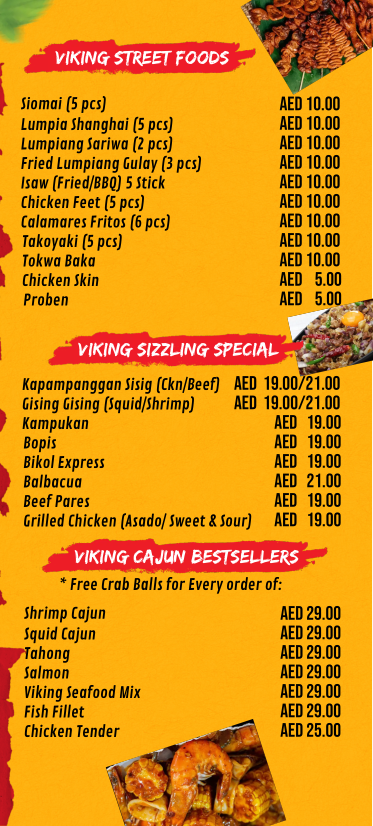 VIKING STREET FOODS
Siomai (5 pcs) AED 10.00
Lumpia Shanghai (5 pcs) AED 10.00
Lumpiang Sariwa (2 pcs) AED 10.00
Fried Lumpiang Gulay (3 pcs) AED 10.00
Isaw (Fried/BBQ) 5 Stick AED 10.00
Chicken Feet (5 pcs) AED 10.00
Calamares Fritos (6 pcs) AED 10.00
Takoyaki (5 pcs) AED 10.00
Tokwa Baka AED 10.00
Chicken Skin AED 5.00
Proben AED 5.00
VIKING SIZZLING SPECIAL
Kapampanggan Sisig (Ckn/Beef) AED 19.00/21.00
Gising Gising (Squid/Shrimp) AED 19.00/21.00
Kampukan AED 19.00
Bopis AED 19.00
Bikol Express AED 19.00
Balbacua AED 21.00
Beef Pares AED 19.00
Grilled Chicken (Asado/ Sweet & Sour) AED 19.00
VIKING CAJUN BESTSELLERS
* Free Crab Balls for Every order of:
Shrimp Cajun AED 29.00
Squid Cajun AED 29.00
Tahong AED 29.00
Salmon AED 29.00
Viking Seafood Mix AED 29.00
Fish Fillet AED 29.00
Chicken Tender AED 25.00